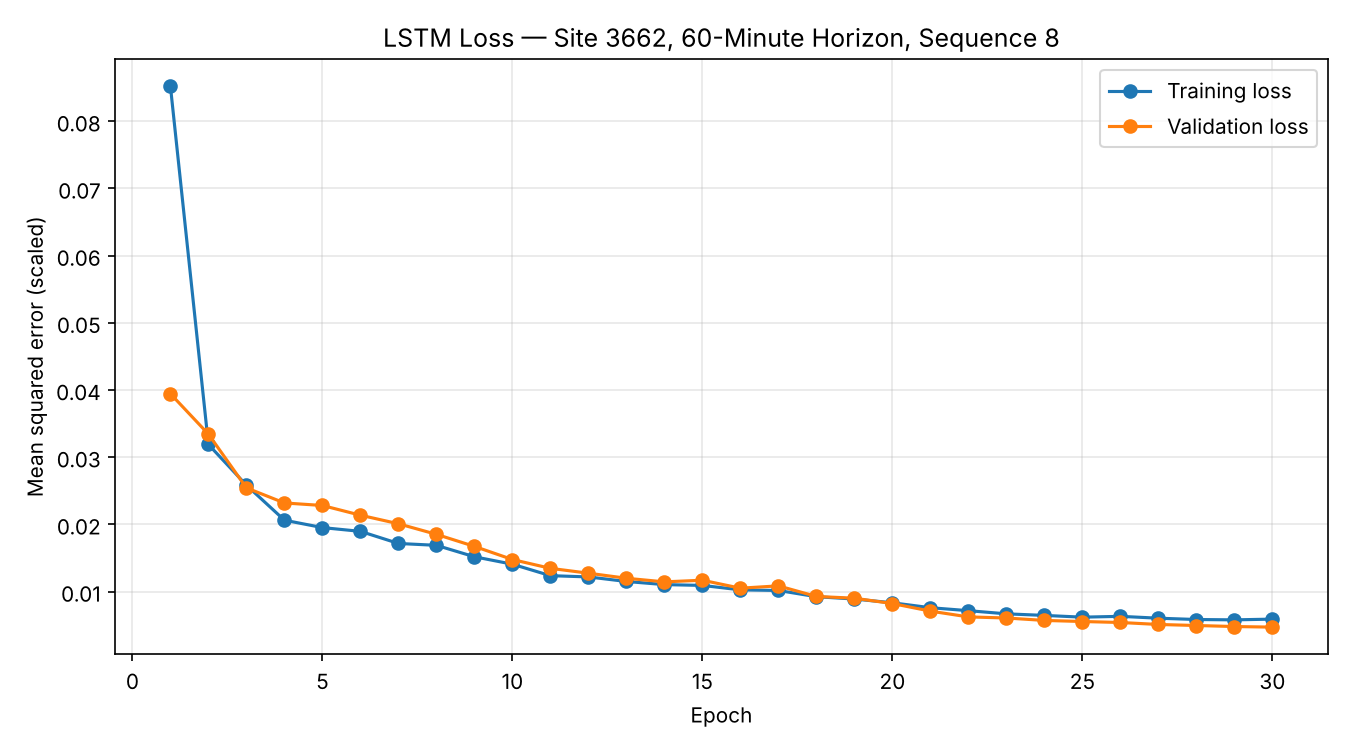 LSTM Loss — Site 3662, 60-Minute Horizon, Sequence 8
Training loss
Validation loss
Mean squared error (scaled)
0.08
0.07
0.06
0.05
0.04
0.03
0.02
0.01
0 5 10 15 20 25 30
Epoch